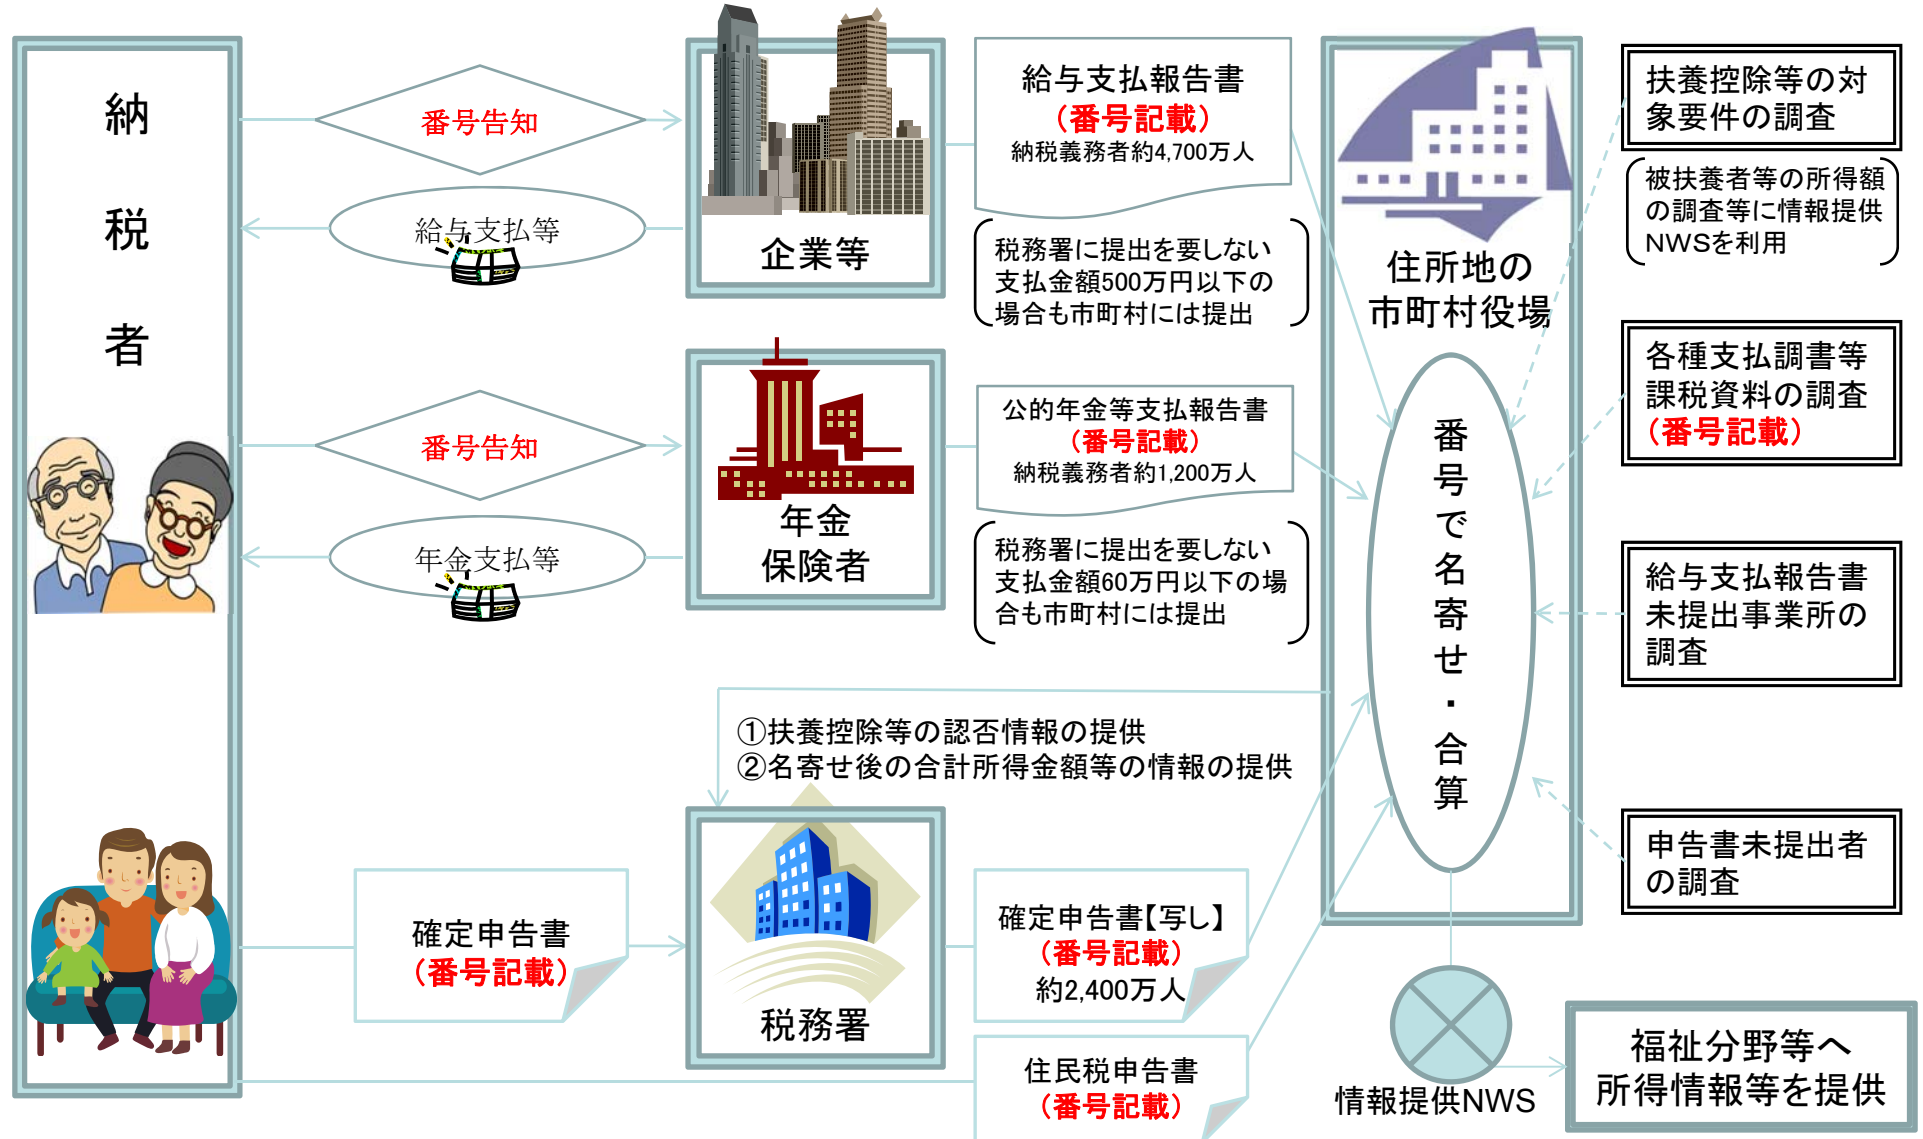 納
税
者
番号告知
給与支払等
企業等
給与支払報告書
(番号記載)
納税義務者約4,700万人
税務署に提出を要しない
支払金額500万円以下の
場合も市町村には提出
番号告知
年金支払等
年金
保険者
公的年金等支払報告書
(番号記載)
納税義務者約1,200万人
税務署に提出を要しない
支払金額60万円以下の場
合も市町村には提出
①扶養控除等の認否情報の提供
②名寄せ後の合計所得金額等の情報の提供
確定申告書
(番号記載)
税務署
確定申告書【写し】
(番号記載)
約2,400万人
住民税申告書
(番号記載)
住所地の
市町村役場
番号で名寄せ・合算
扶養控除等の対
象要件の調査
被扶養者等の所得額
の調査等に情報提供
NWSを利用
各種支払調書等
課税資料の調査
(番号記載)
給与支払報告書
未提出事業所の
調査
申告書未提出者
の調査
情報提供NWS
福祉分野等へ
所得情報等を提供